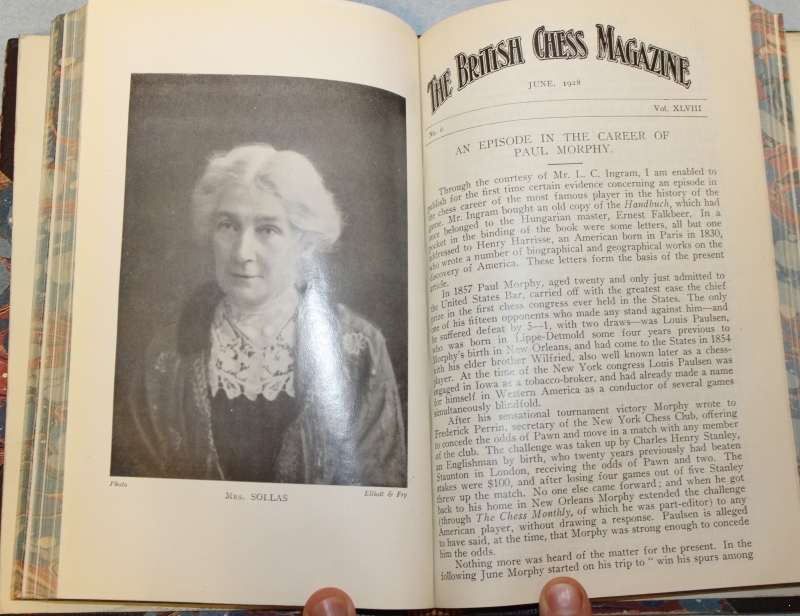 Photo
Elliott & Fry
MRS. SOLLAS
THE BRITISH CHESS MAGAZINE
JUNE, 1928
No. 6
Vol. XLVIII
AN EPISODE IN THE CAREER OF
PAUL MORPHY.
Through the courtesy of Mr. L. C. Ingram, I am enabled to
publish for the first time certain evidence concerning an episode in
the chess career of the most famous player in the history of the
game. Mr. Ingram bought an old copy of the Handbuch, which had
once belonged to the Hungarian master, Ernest Falkbeer. In a
pocket in the binding of the book were some letters, all but one
addressed to Henry Harrisse, an American born in Paris in 1830,
who wrote a number of biographical and geographical works on the
discovery of America. These letters form the basis of the present
article.
In 1857 Paul Morphy, aged twenty and only just admitted to
the United States Bar, carried off with the greatest ease the chief
prize in the first chess congress ever held in the States. The only
one of his fifteen opponents who made any stand against him—and
he suffered defeat by 5—1, with two draws—was Louis Paulsen,
who was born in Lippe-Detmold some four years previous to
Morphy's birth in New Orleans, and had come to the States in 1854
with his elder brother Wilfried, also well known later as a chess-
player. At the time of the New York congress Louis Paulsen was
engaged in Iowa as a tobacco-broker, and had already made a name
for himself in Western America as a conductor of several games
simultaneously blindfold.
After his sensational tournament victory Morphy wrote to
Frederick Perrin, secretary of the New York Chess Club, offering
to concede the odds of Pawn and move in a match with any member
of the club. The challenge was taken up by Charles Henry Stanley,
an Englishman by birth, who twenty years previously had beaten
Staunton in London, receiving the odds of Pawn and two. The
stakes were $100, and after losing four games out of five Stanley
threw up the match. No one else came forward; and when he got
back to his home in New Orleans Morphy extended the challenge
(through The Chess Monthly, of which he was part-editor) to any
American player, without drawing a response. Paulsen is alleged
to have said, at the time, that Morphy was strong enough to concede
him the odds.
Nothing more was heard of the matter for the present. In the
following June Morphy started on his trip to " win his spurs among